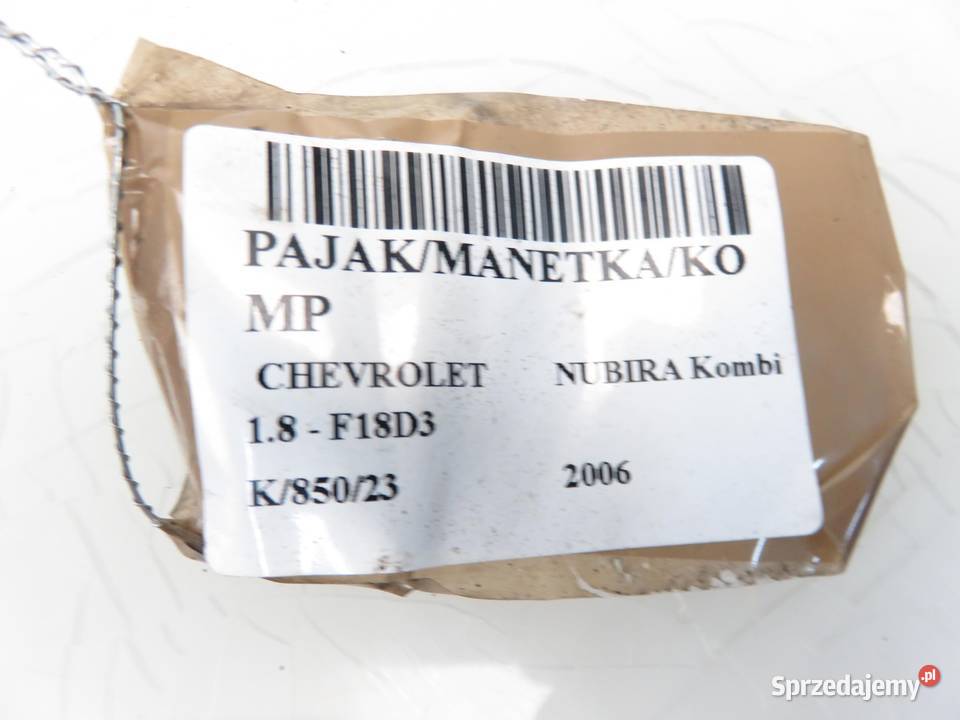 PAJAK/MANETKA/KO
MP
CHEVROLET NUBIRA Kombi
1.8 - F18D3
K/850/23 2006
Sprzedajemy.pl